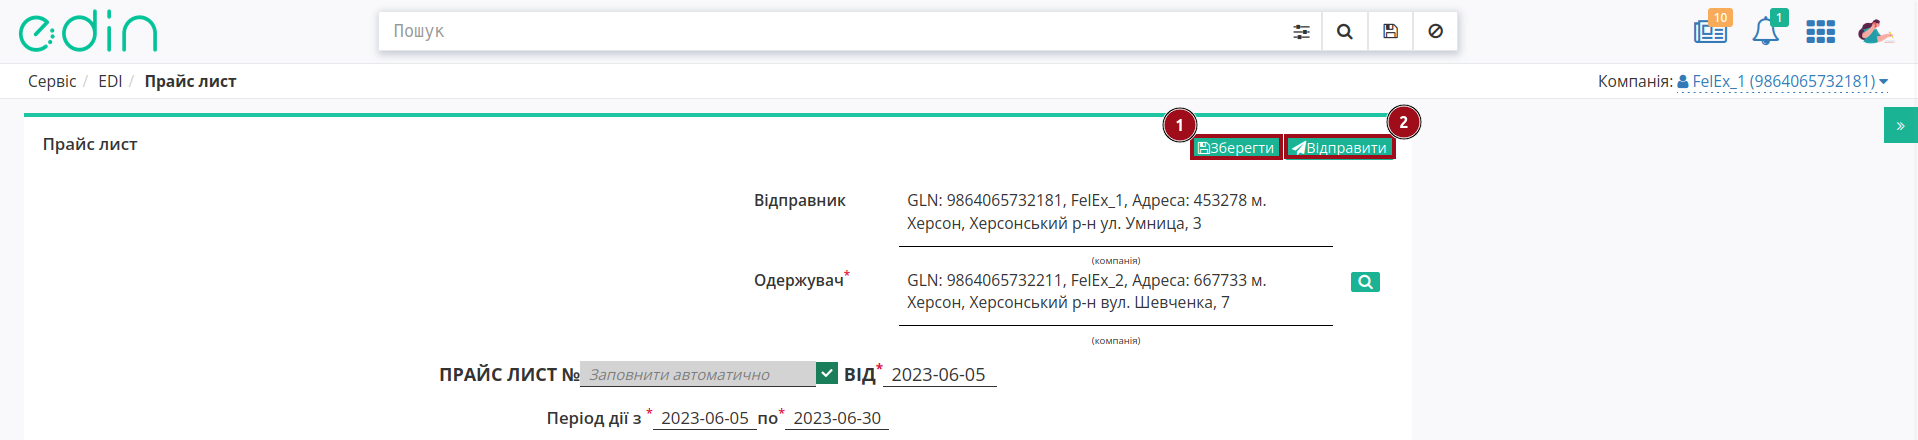 edin
Пошук
10
1
Сервіс / EDI / Прайс лист
Компанія: FelEx_1 (9864065732181)
1
2
Прайс лист
Зберегти Відправити
»
Відправник GLN: 9864065732181, FelEx_1, Адреса: 453278 м.
Херсон, Херсонський р-н ул. Умница, 3
(компанія)
Одержувач* GLN: 9864065732211, FelEx_2, Адреса: 667733 м.
Херсон, Херсонський р-н вул. Шевченка, 7
(компанія)
ПРАЙС ЛИСТ № Заповнити автоматично ВІД* 2023-06-05
Період дії з * 2023-06-05 по* 2023-06-30